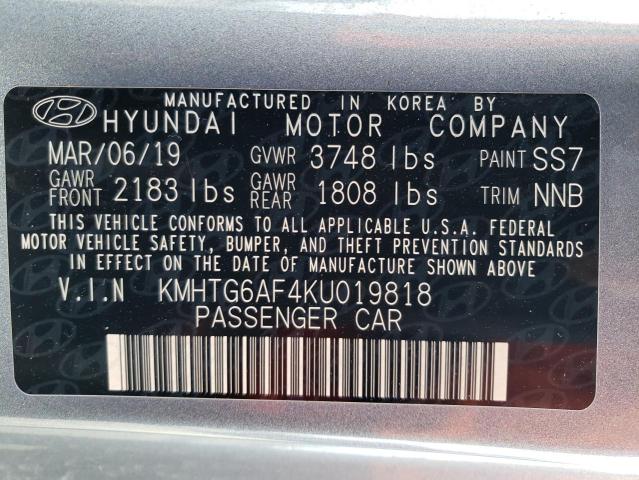 MANUFACTURED IN KOREA BY
HYUNDAI MOTOR COMPANY
MAR/06/19 GVWR 3748 lbs PAINT SS7
GAWR FRONT 2183 lbs GAWR REAR 1808 lbs TRIM NNB
THIS VEHICLE CONFORMS TO ALL APPLICABLE U.S.A. FEDERAL
MOTOR VEHICLE SAFETY, BUMPER, AND THEFT PREVENTION STANDARDS
IN EFFECT ON THE DATE OF MANUFACTURE SHOWN ABOVE
V.I.N KMHTG6AF4KU019818
PASSENGER CAR